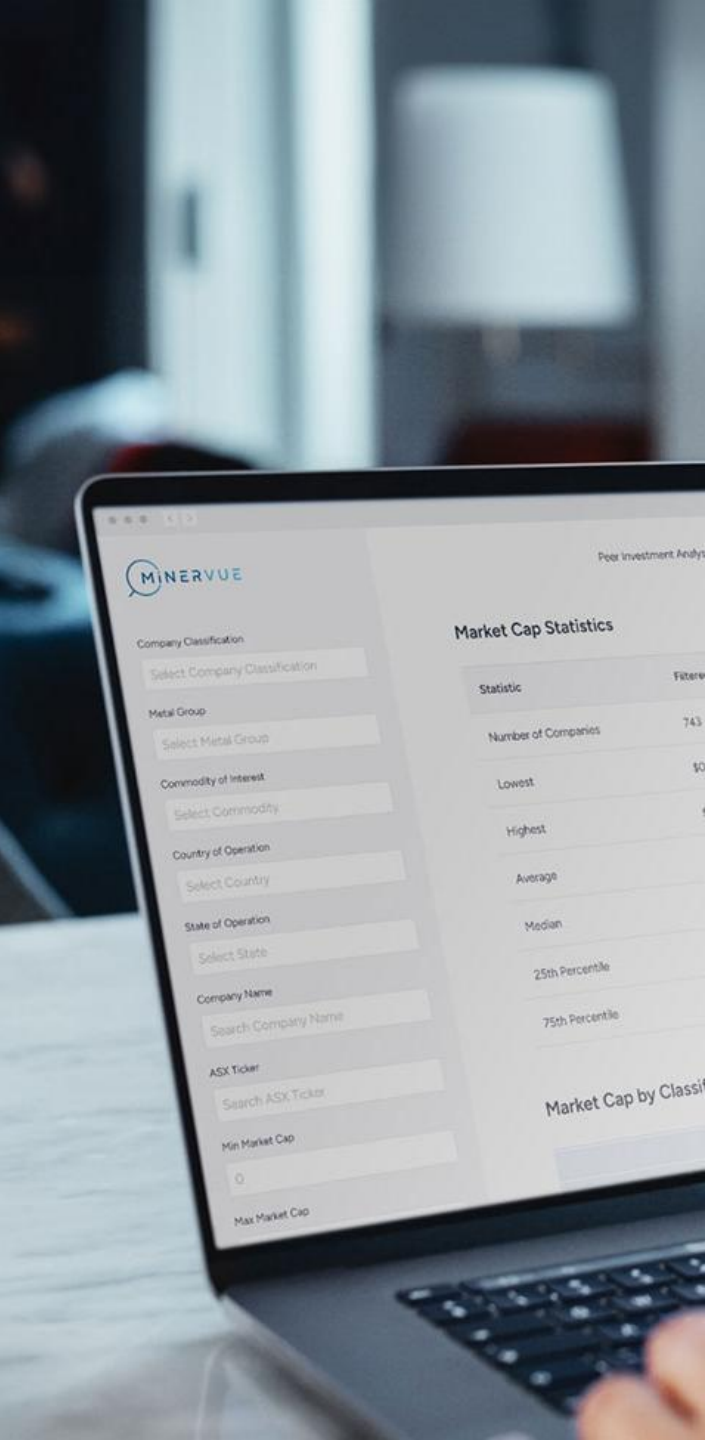 MiNERVUE
Company Classification
Select Company Classification
Metal Group
Select Metal Group
Commodity of Interest
Select Commodity
Country of Operation
Select Country
State of Operation
Select State
Company Name
Search Company Name
ASX Ticker
Search ASX Ticker
Min Market Cap
0
Max Market Cap
Peer Investment Analys
Market Cap Statistics
Statistic Filtere
Number of Companies 743
Lowest $0
Highest
Average
Median
25th Percentile
75th Percentile
Market Cap by Classif